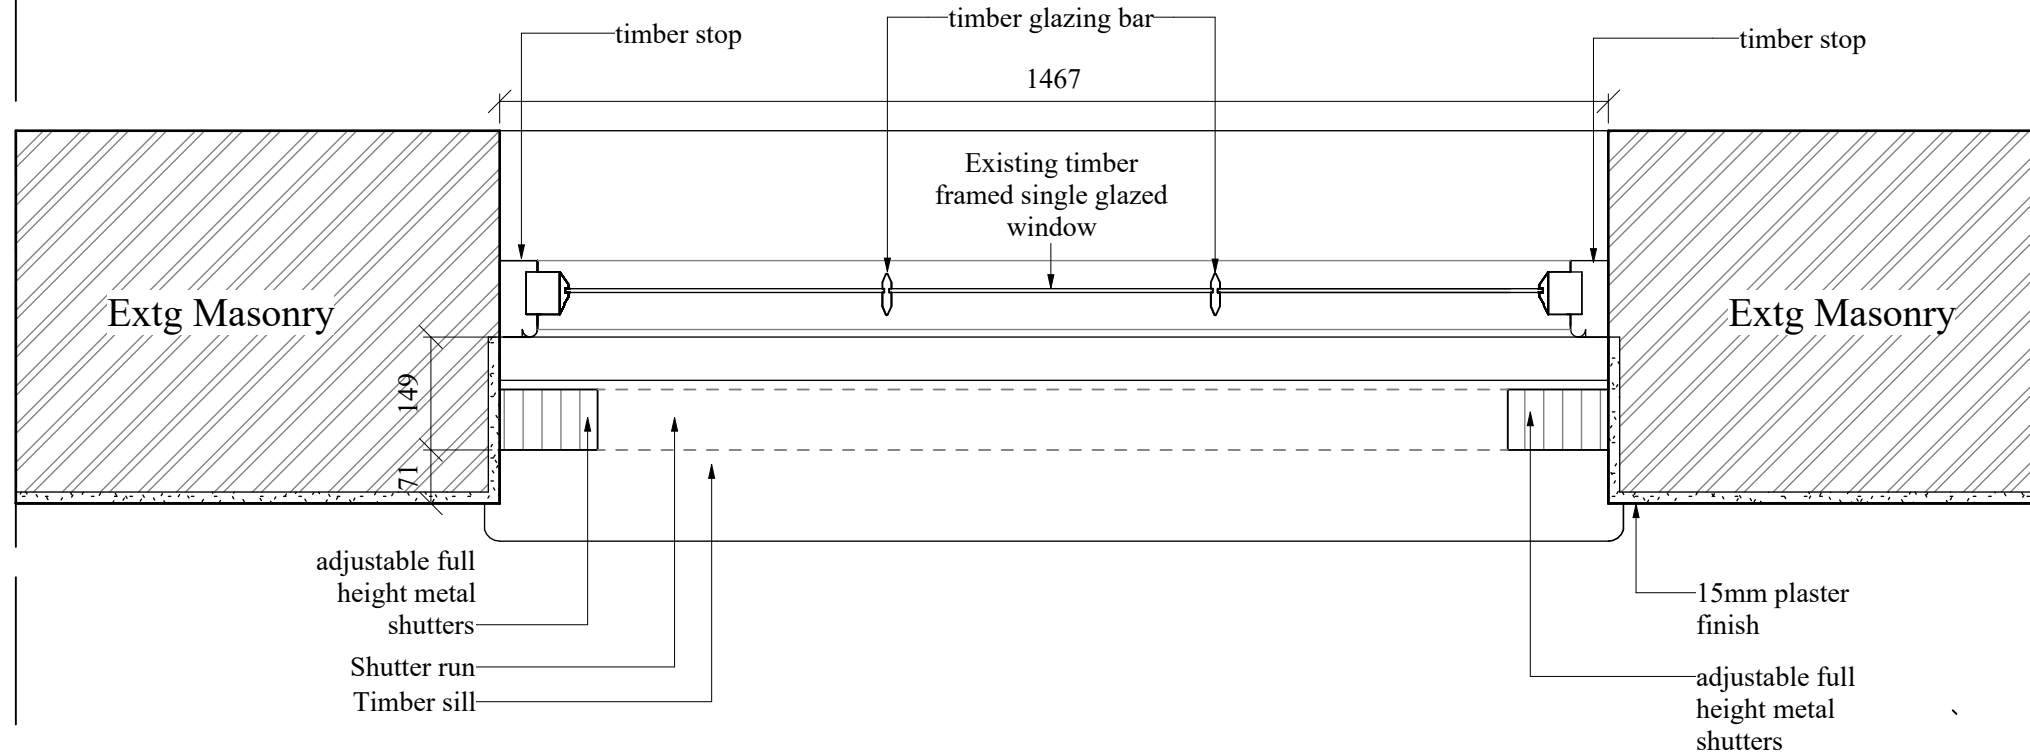 timber glazing bar
timber stop
timber stop
1467
Existing timber
framed single glazed
window
Extg Masonry
Extg Masonry
149
71
adjustable full
height metal
shutters
Shutter run
Timber sill
15mm plaster
finish
adjustable full
height metal
shutters